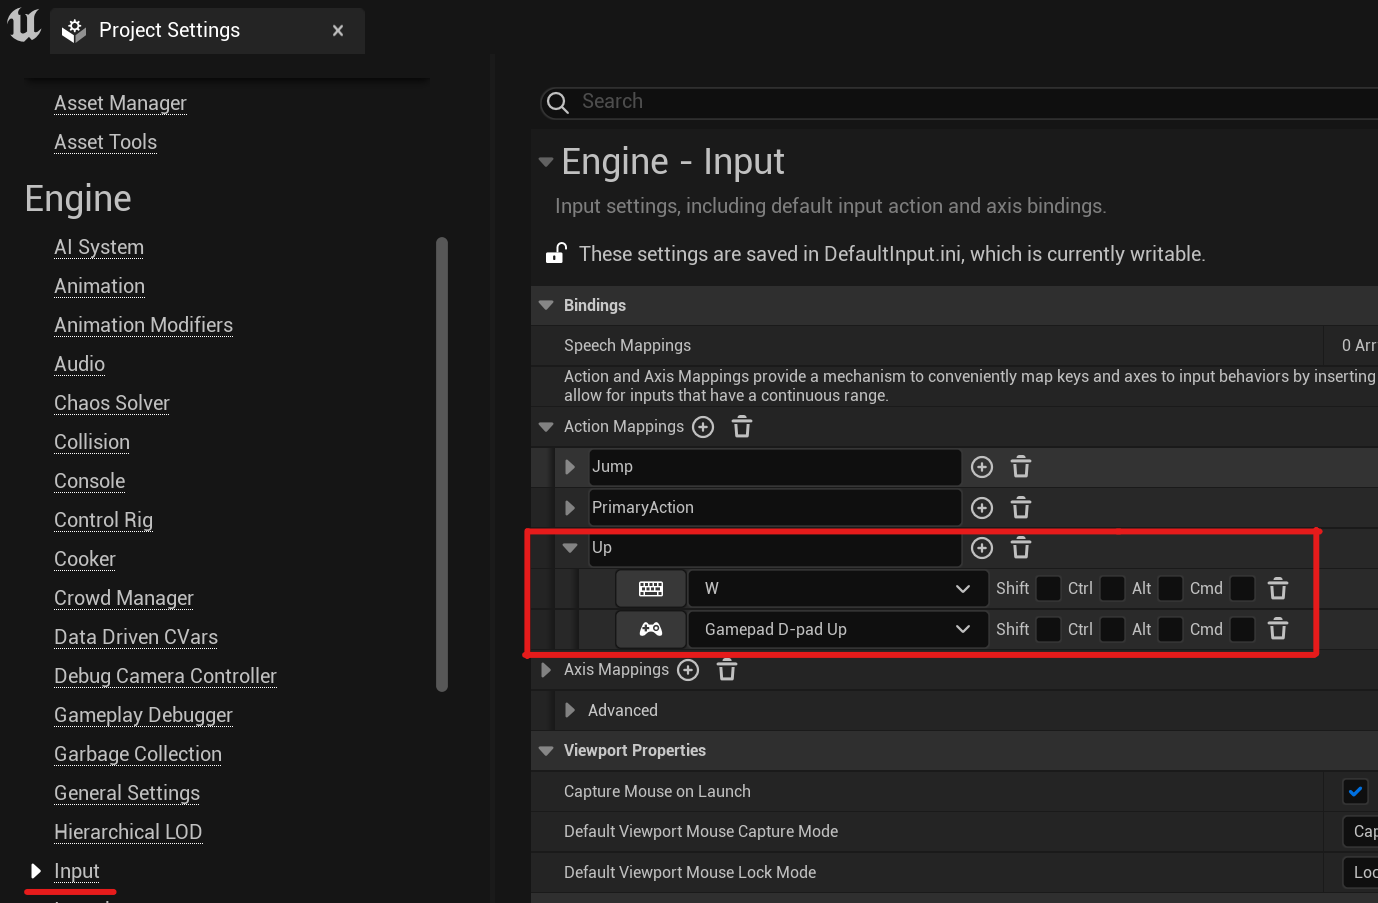 Project Settings
Asset Manager
Asset Tools
Engine
AI System
Animation
Animation Modifiers
Audio
Chaos Solver
Collision
Console
Control Rig
Cooker
Crowd Manager
Data Driven CVars
Debug Camera Controller
Gameplay Debugger
Garbage Collection
General Settings
Hierarchical LOD
Input
Search
Engine - Input
Input settings, including default input action and axis bindings.
These settings are saved in DefaultInput.ini, which is currently writable.
Bindings
Speech Mappings 0 Arr
Action and Axis Mappings provide a mechanism to conveniently map keys and axes to input behaviors by inserting
allow for inputs that have a continuous range.
Action Mappings
Jump
PrimaryAction
Up
W Shift Ctrl Alt Cmd
Gamepad D-pad Up Shift Ctrl Alt Cmd
Axis Mappings
Advanced
Viewport Properties
Capture Mouse on Launch
Default Viewport Mouse Capture Mode Cap
Default Viewport Mouse Lock Mode Loc